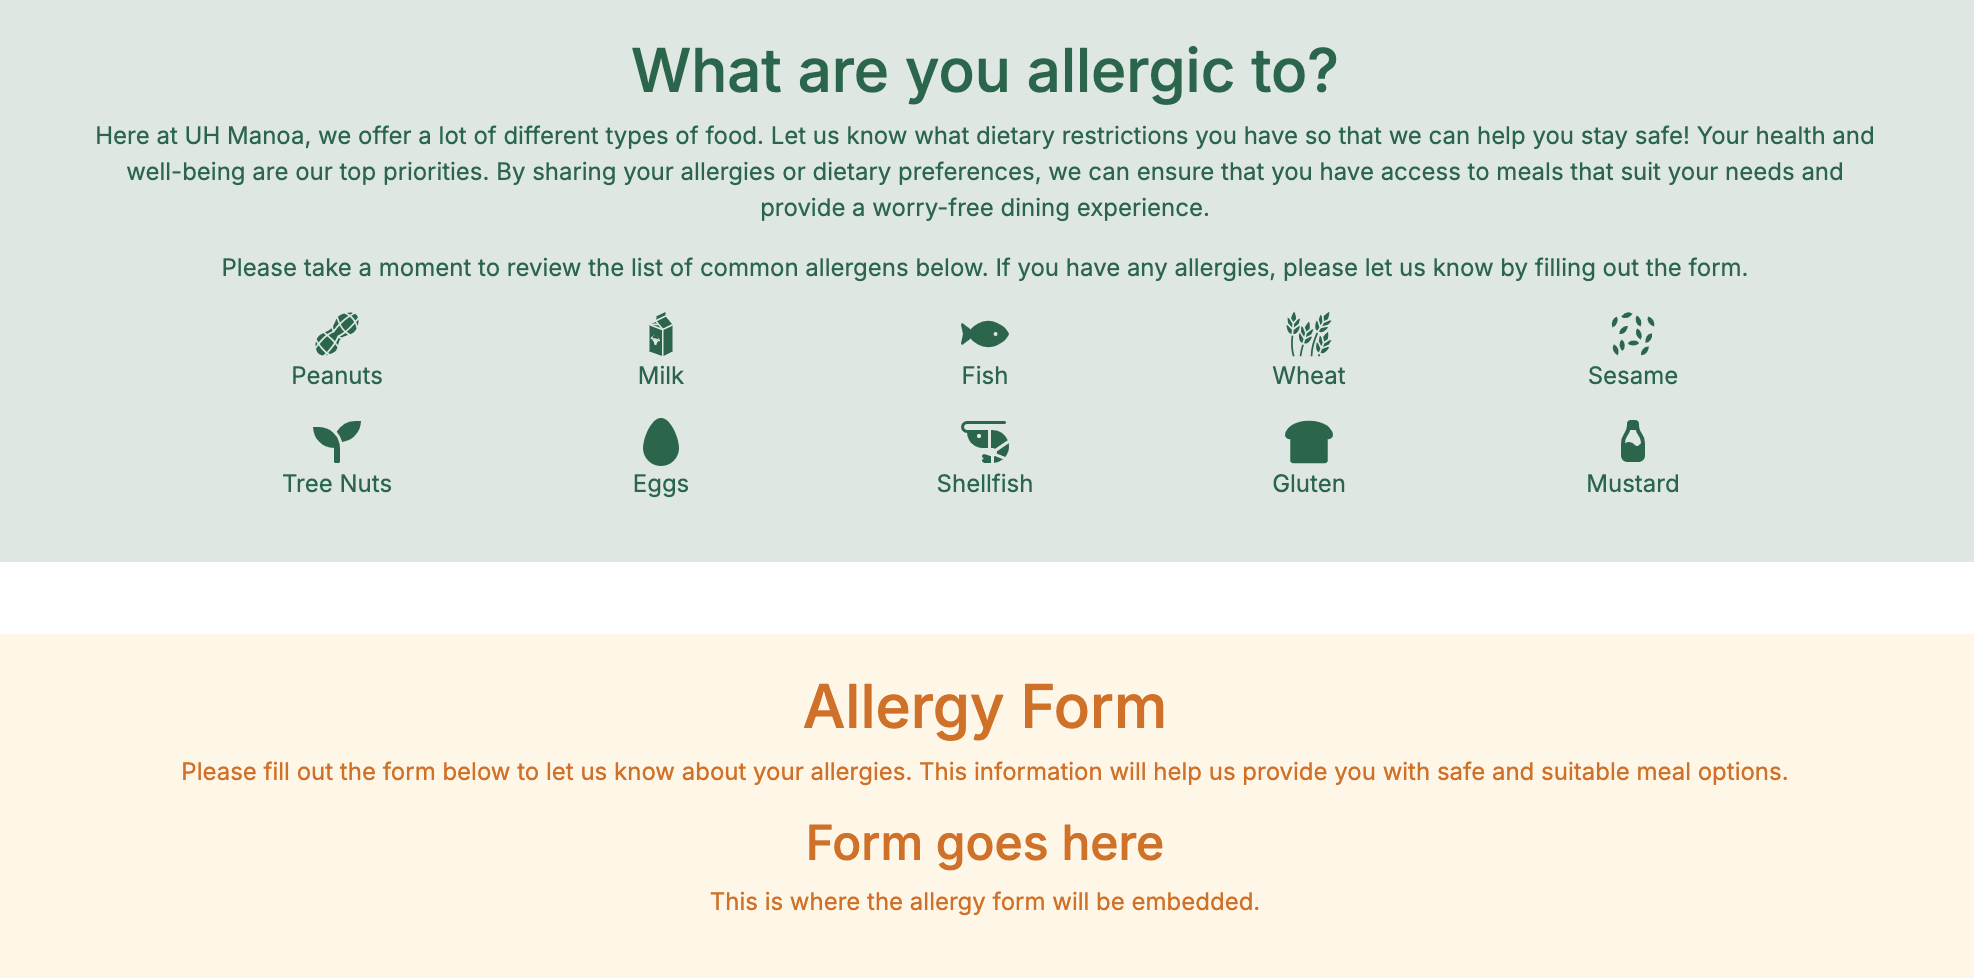 What are you allergic to?
Here at UH Manoa, we offer a lot of different types of food. Let us know what dietary restrictions you have so that we can help you stay safe! Your health and
well-being are our top priorities. By sharing your allergies or dietary preferences, we can ensure that you have access to meals that suit your needs and
provide a worry-free dining experience.
Please take a moment to review the list of common allergens below. If you have any allergies, please let us know by filling out the form.
Peanuts Milk Fish Wheat Sesame
Tree Nuts Eggs Shellfish Gluten Mustard
Allergy Form
Please fill out the form below to let us know about your allergies. This information will help us provide you with safe and suitable meal options.
Form goes here
This is where the allergy form will be embedded.